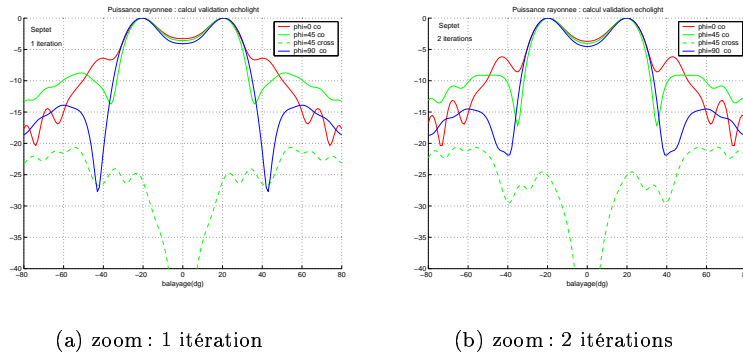 Puissance rayonnee : calcul validation echolight
Septet
1 iteration
phi=0 co
phi=45 co
phi=45 cross
phi=90 co
0
−5
−10
−15
−20
−25
−30
−35
−40
−80 −60 −40 −20 0 20 40 60 80
balayage(dg)
(a) zoom : 1 itération
Puissance rayonnee : calcul validation echolight
Septet
2 iterations
phi=0 co
phi=45 co
phi=45 cross
phi=90 co
0
−5
−10
−15
−20
−25
−30
−35
−40
−80 −60 −40 −20 0 20 40 60 80
balayage(dg)
(b) zoom : 2 itérations